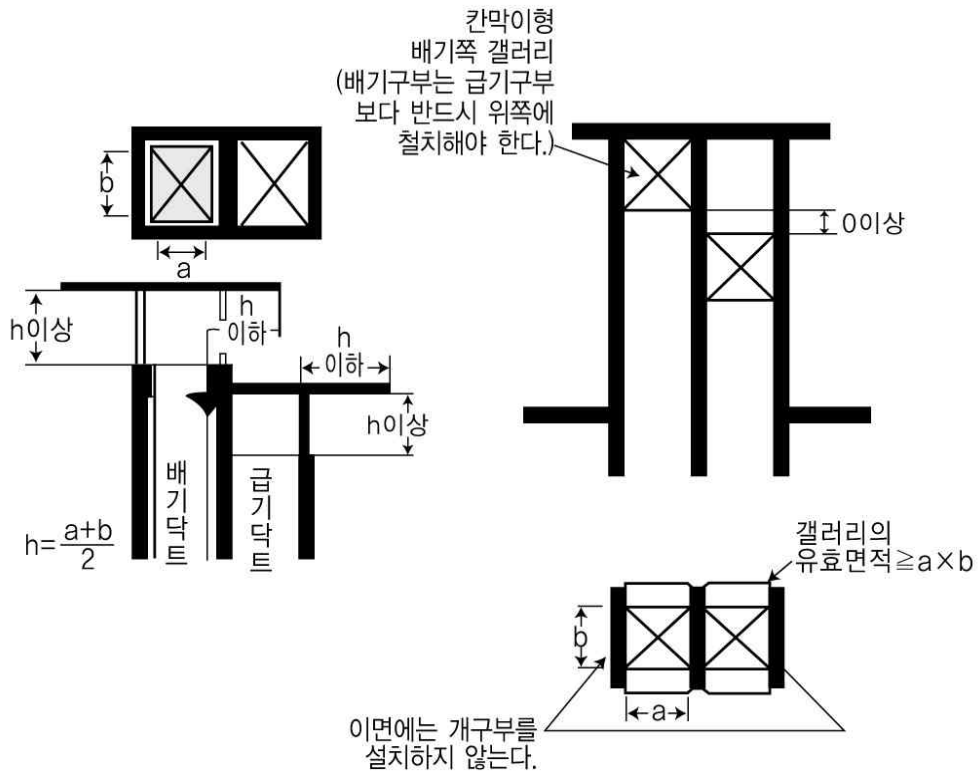 칸막이형
배기쪽 갤러리
(배기구부는 급기구부
보다 반드시 위쪽에
철치해야 한다.)
b
a
0이상
h이상
h
이하
h
이하
h이상
배기닥트
급기닥트
h=a+b/2
갤러리의
유효면적≧a×b
b
a
이면에는 개구부를
설치하지 않는다.